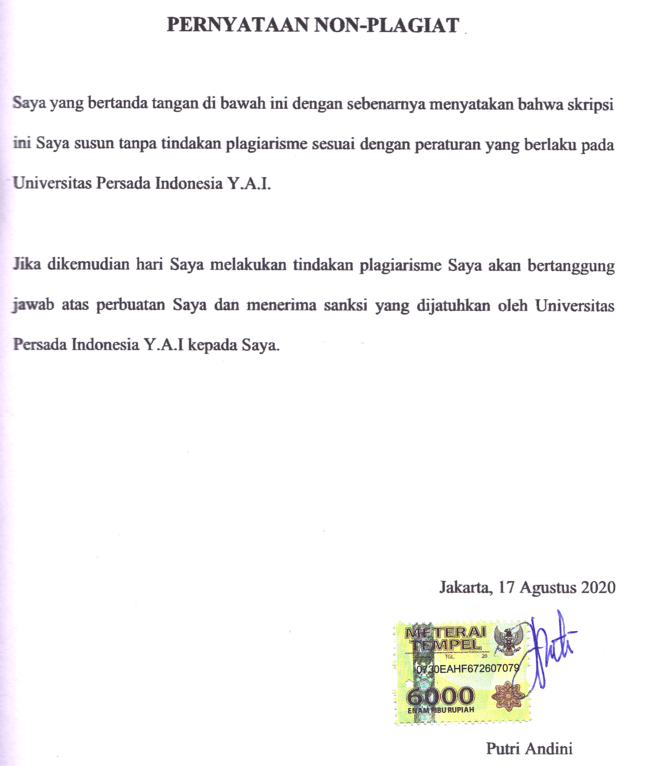 PERNYATAAN NON-PLAGIAT
Saya yang bertanda tangan di bawah ini dengan sebenarnya menyatakan bahwa skripsi
ini Saya susun tanpa tindakan plagiarisme sesuai dengan peraturan yang berlaku pada
Universitas Persada Indonesia Y.A.I.
Jika dikemudian hari Saya melakukan tindakan plagiarisme Saya akan bertanggung
jawab atas perbuatan Saya dan menerima sanksi yang dijatuhkan oleh Universitas
Persada Indonesia Y.A.I kepada Saya.
Jakarta, 17 Agustus 2020
METERAI
TEMPEL
TGL. 20
0730EAHF672607079
6000
ENAM RIBU RUPIAH
Putri
Putri Andini